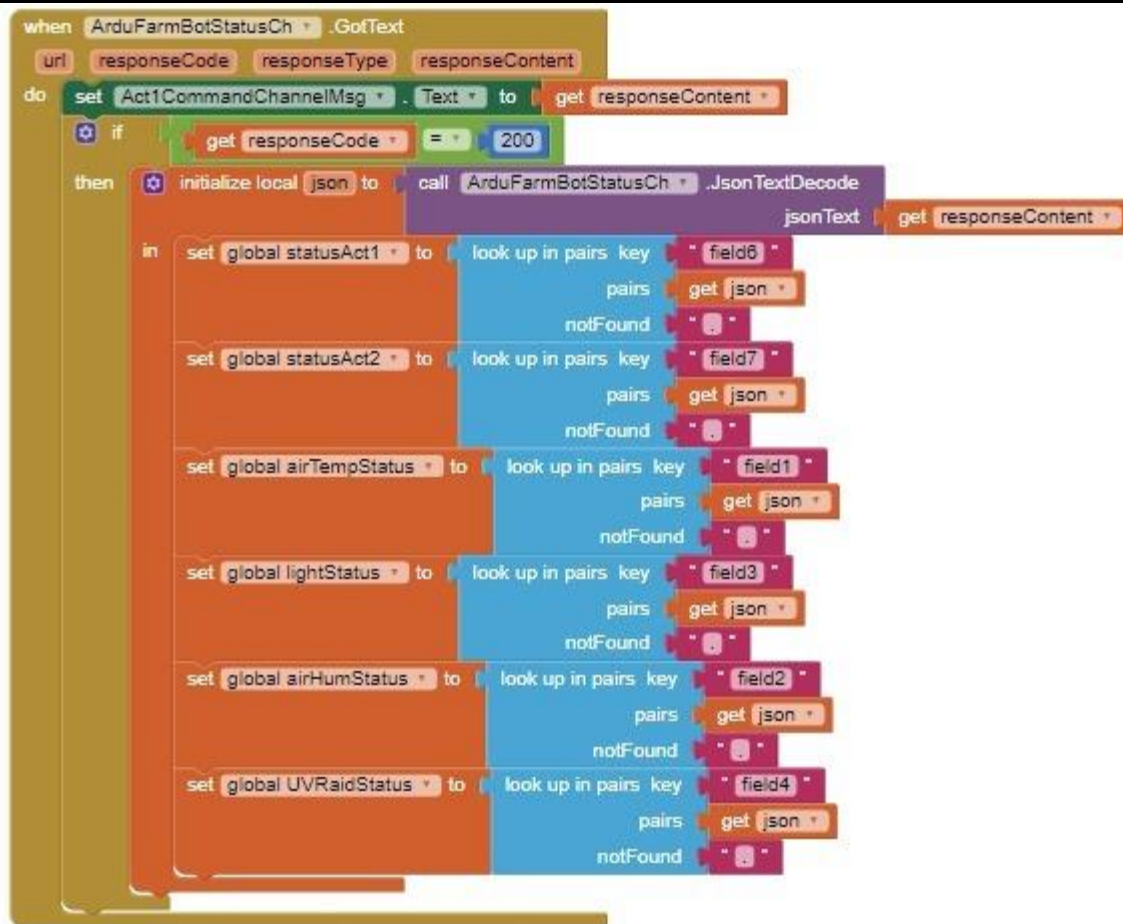 when ArduFarmBotStatusCh .GotText
url responseCode responseType responseContent
do set Act1CommandChannelMsg . Text to get responseContent
if get responseCode = 200
then initialize local json to call ArduFarmBotStatusCh .JsonTextDecode
jsonText get responseContent
in set global statusAct1 to look up in pairs key " field6 "
pairs get json
notFound " . "
set global statusAct2 to look up in pairs key " field7 "
pairs get json
notFound " . "
set global airTempStatus to look up in pairs key " field1 "
pairs get json
notFound " . "
set global lightStatus to look up in pairs key " field3 "
pairs get json
notFound " . "
set global airHumStatus to look up in pairs key " field2 "
pairs get json
notFound " . "
set global UVRaidStatus to look up in pairs key " field4 "
pairs get json
notFound " . "